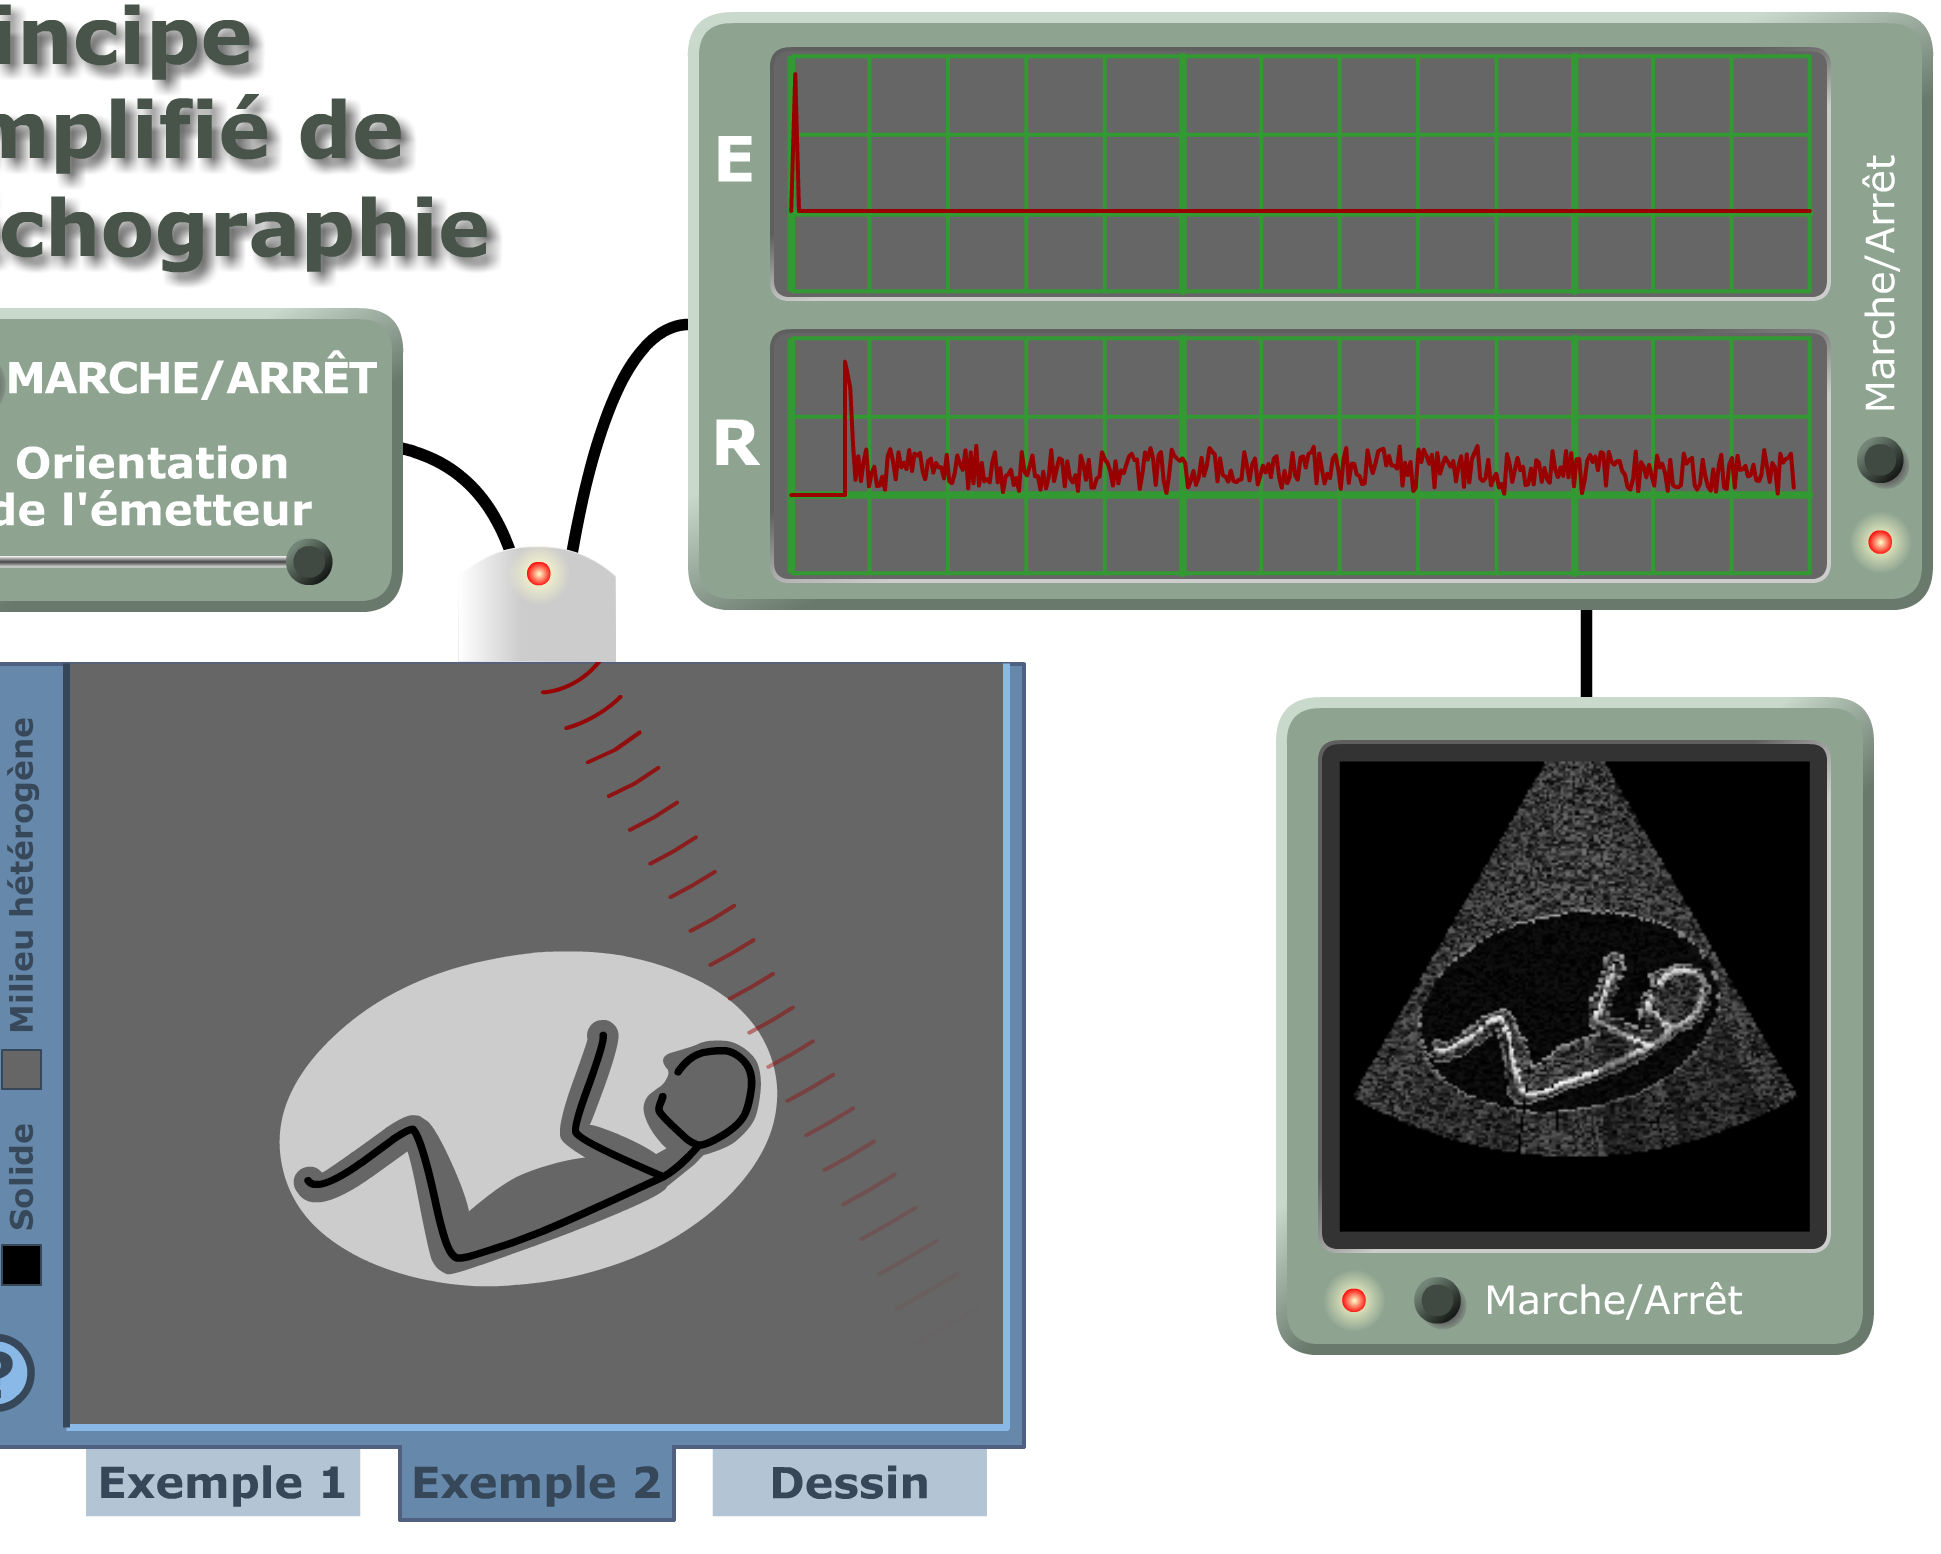 incipe
mplifié de
chographie
MARCHE/ARRÊT
Orientation
de l'émetteur
E
R
Marche/Arrêt
Milieu hétérogène
Solide
?
Marche/Arrêt
Exemple 1
Exemple 2
Dessin